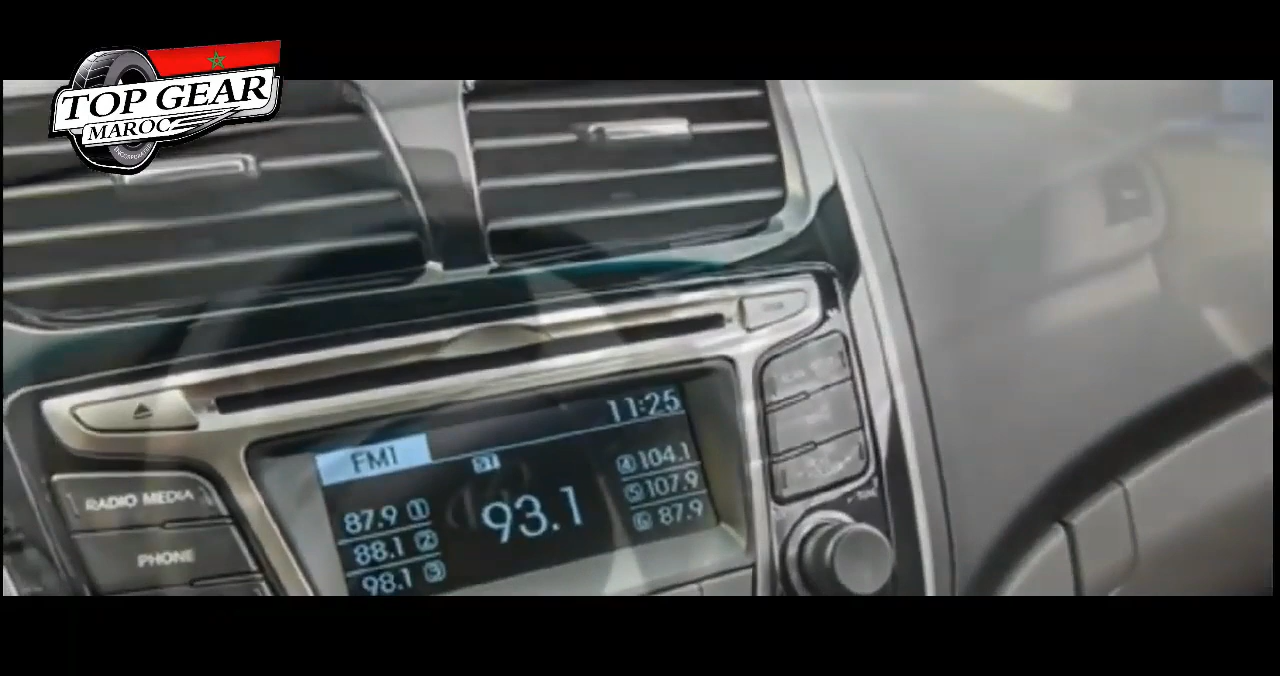 TOP GEAR
MAROC
INCORPORATED
11:25
FM1
87.9 1
88.1 2
98.1 3
93.1
4 104.1
5 107.9
6 87.9
RADIO MEDIA
PHONE